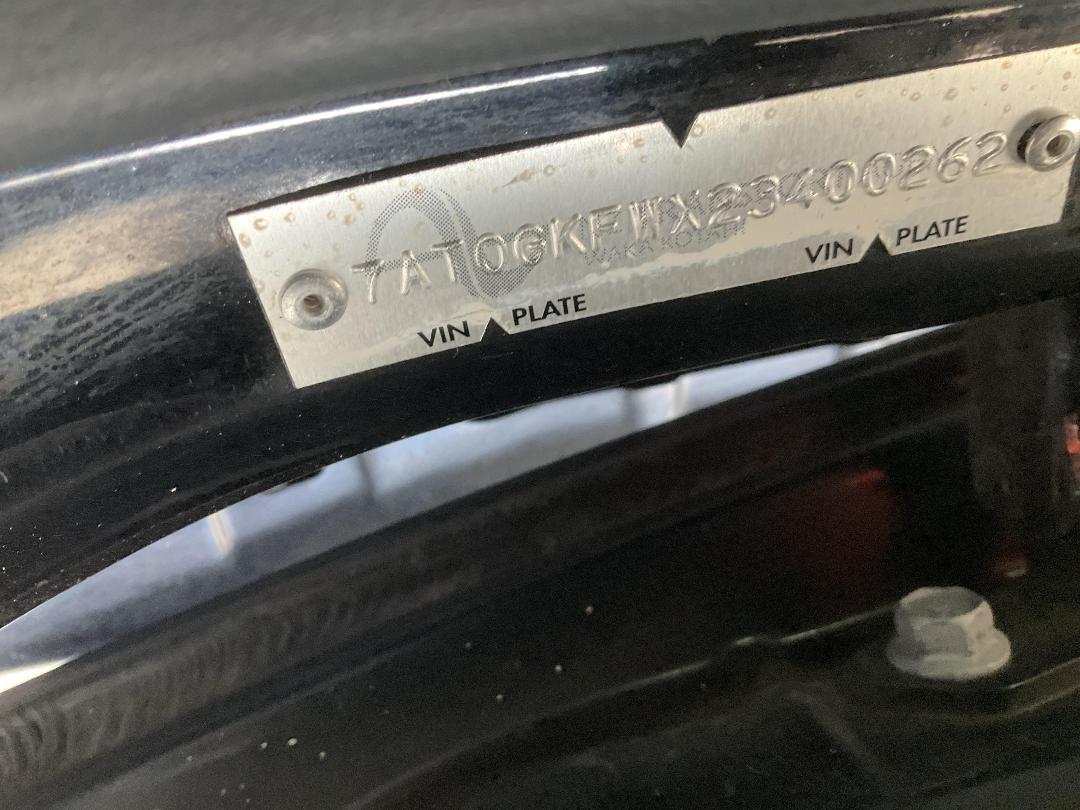 7AT0GKFWX23400262
WAKA KOTAHI
VIN PLATE VIN PLATE